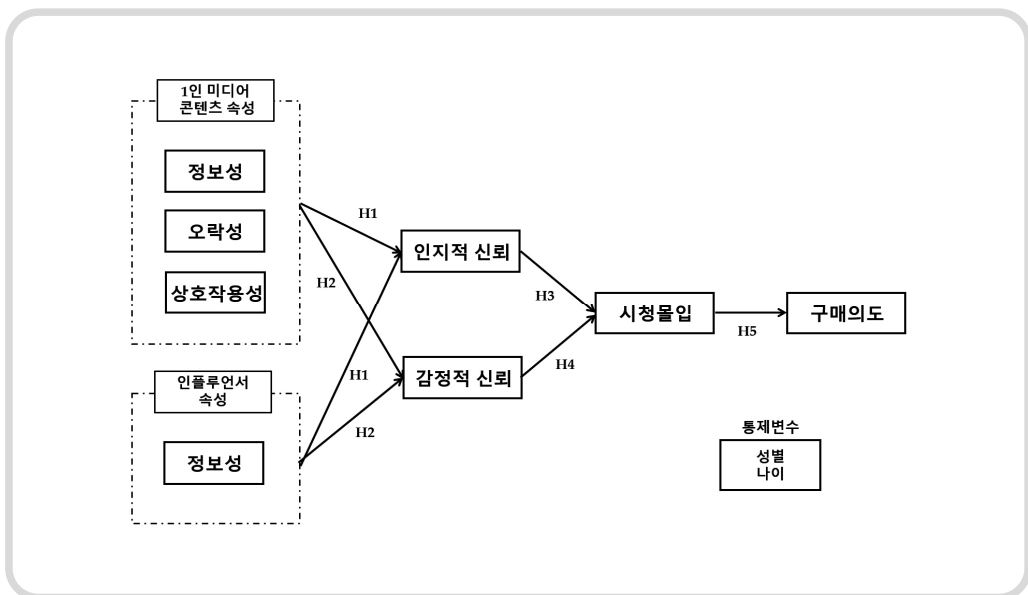 1인 미디어
콘텐츠 속성
정보성
오락성
상호작용성
인플루언서
속성
정보성
H1
H2
H1
H2
인지적 신뢰
감정적 신뢰
H3
H4
시청몰입
H5
구매의도
통제변수
성별
나이